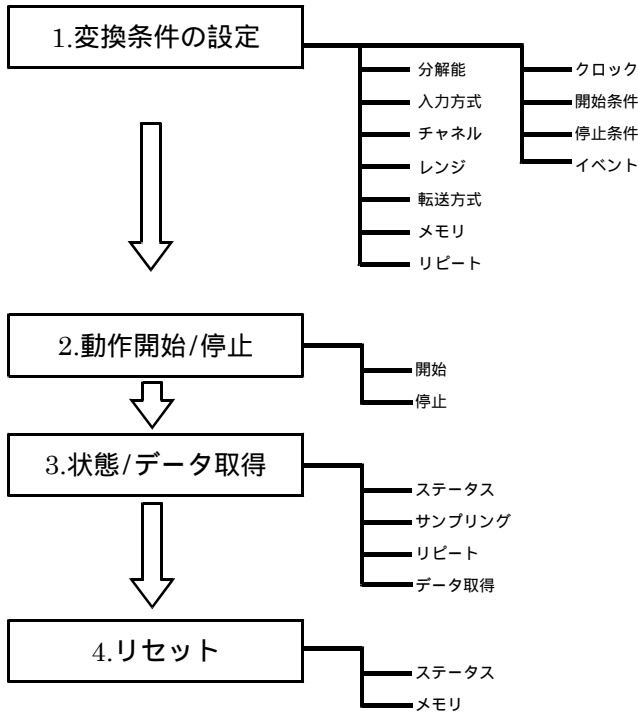 1.変換条件の設定
分解能
入力方式
チャネル
レンジ
転送方式
メモリ
リピート
クロック
開始条件
停止条件
イベント
2.動作開始/停止
開始
停止
3.状態/データ取得
ステータス
サンプリング
リピート
データ取得
4.リセット
ステータス
メモリ